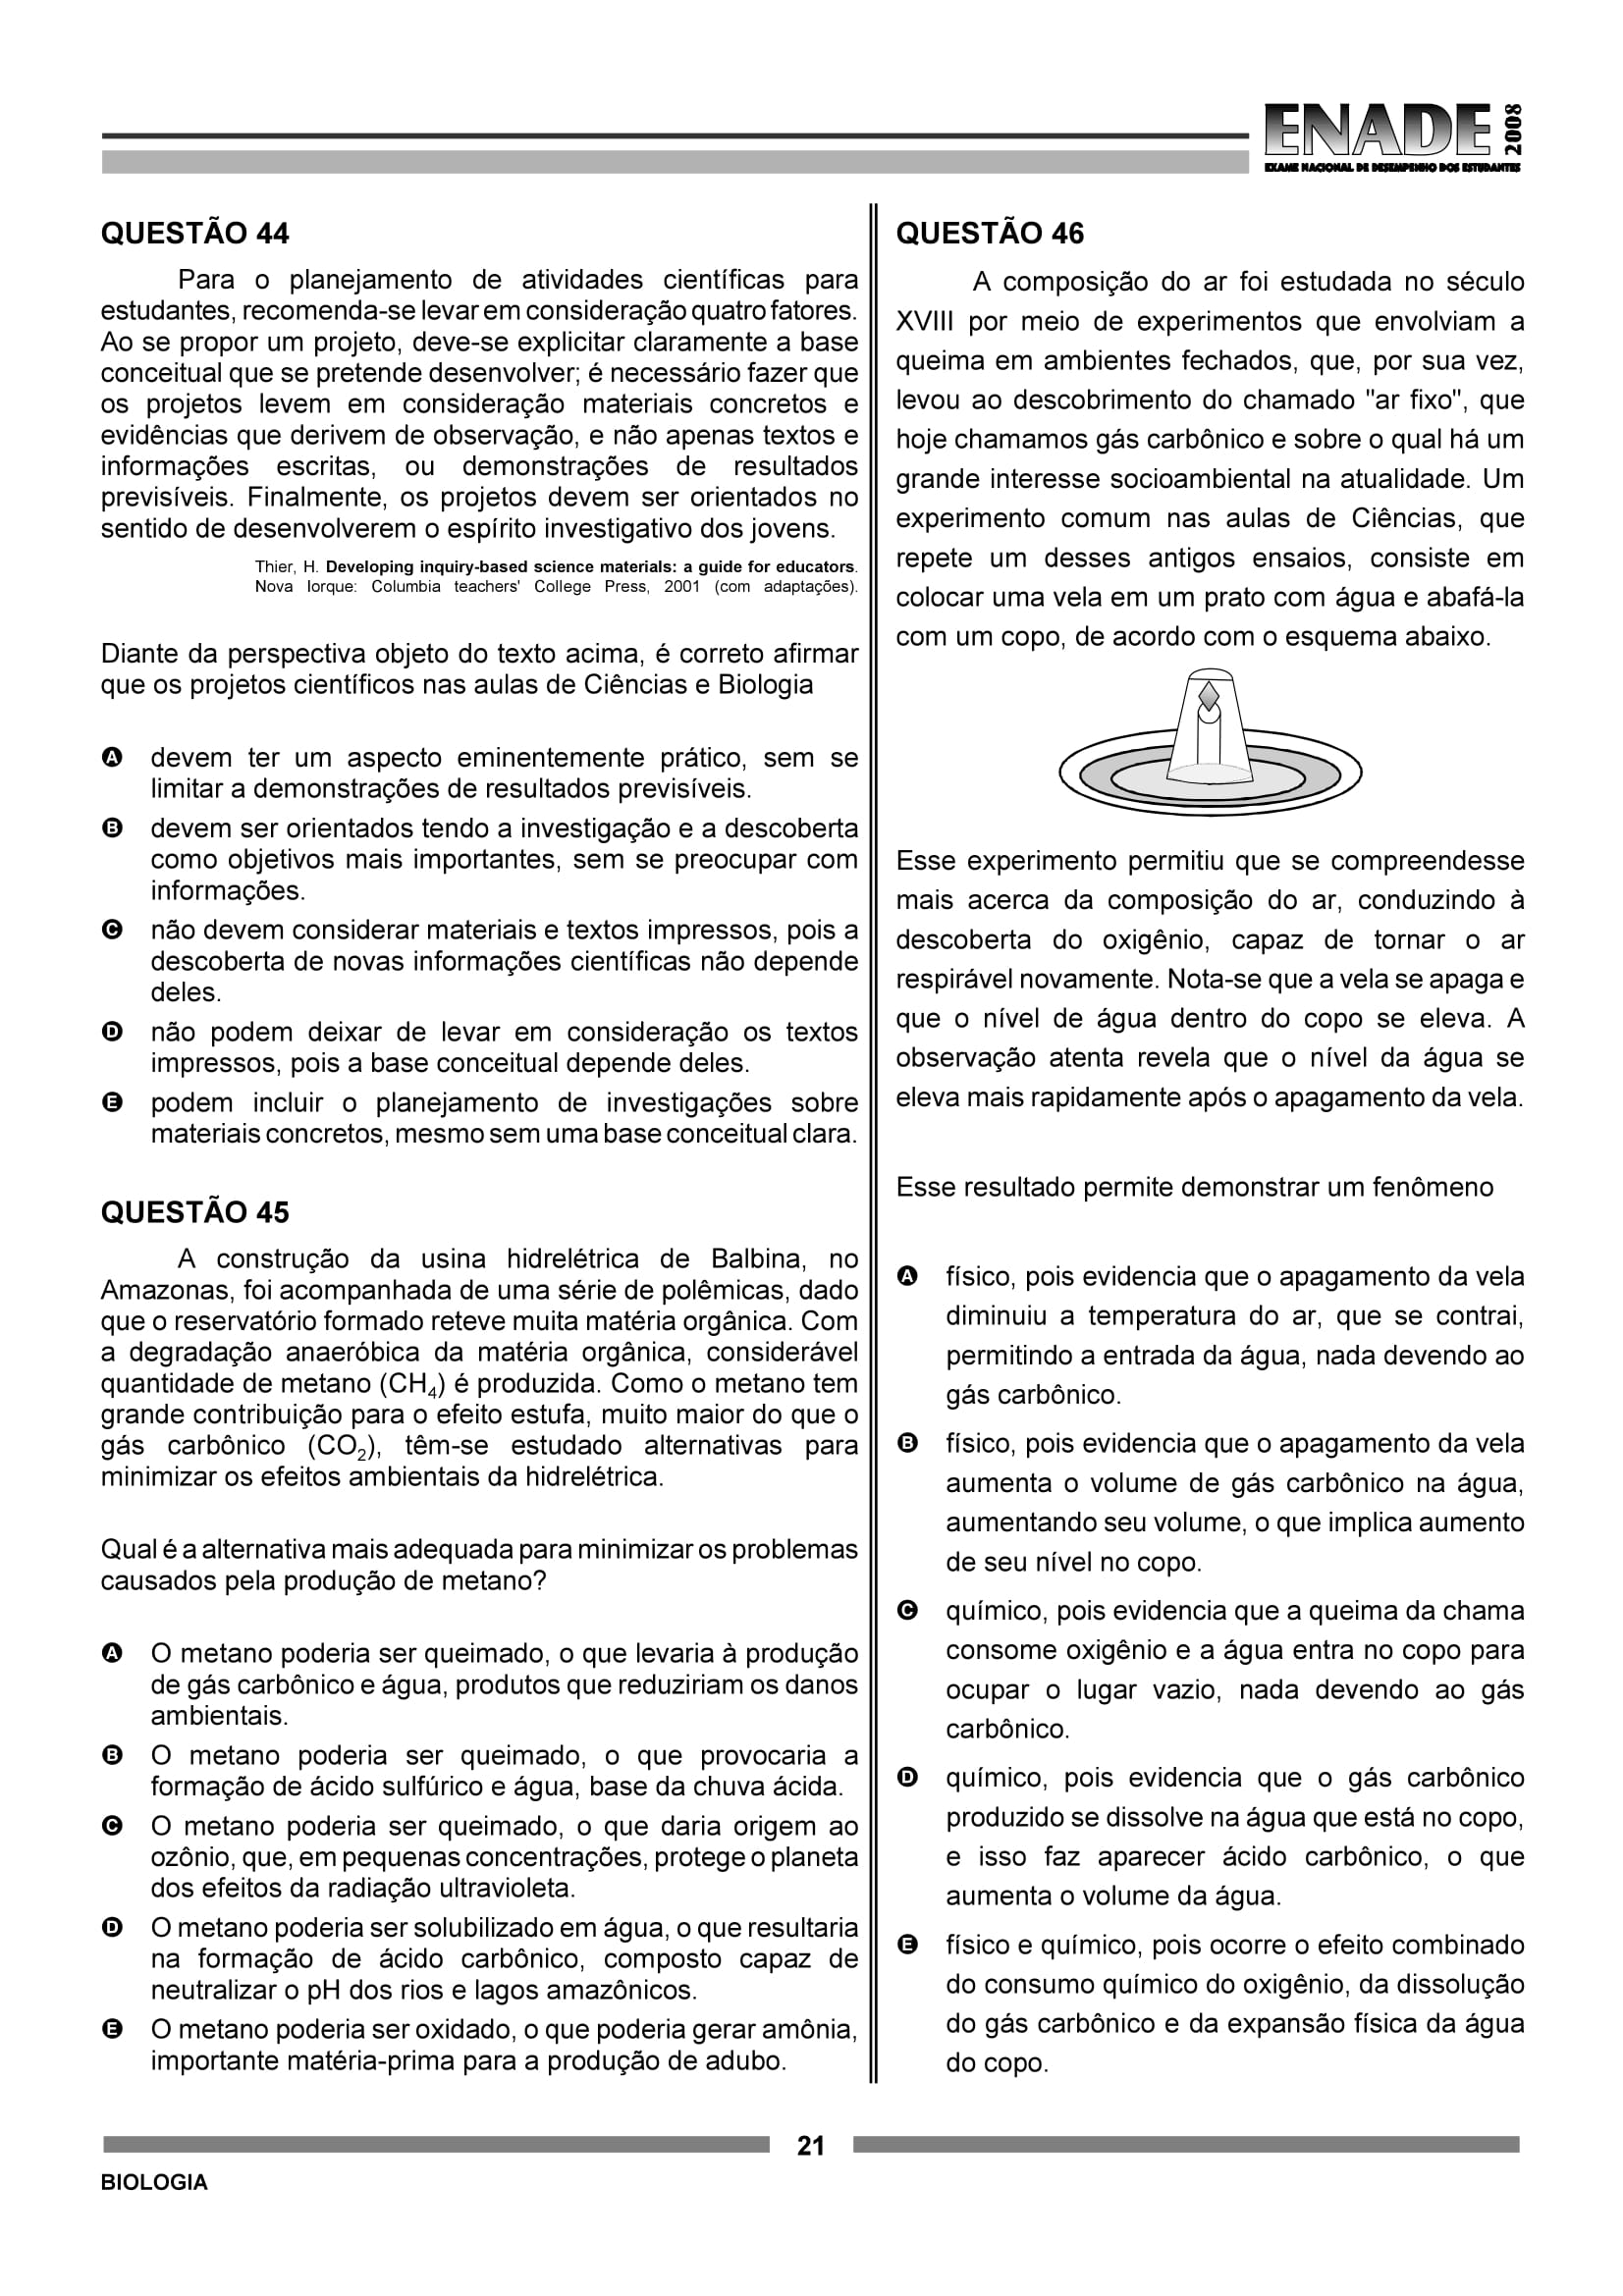 ENADE 2008
EXAME NACIONAL DE DESEMPENHO DOS ESTUDANTES
QUESTÃO 44
Para o planejamento de atividades científicas para
estudantes, recomenda-se levar em consideração quatro fatores.
Ao se propor um projeto, deve-se explicitar claramente a base
conceitual que se pretende desenvolver; é necessário fazer que
os projetos levem em consideração materiais concretos e
evidências que derivem de observação, e não apenas textos e
informações escritas, ou demonstrações de resultados
previsíveis. Finalmente, os projetos devem ser orientados no
sentido de desenvolverem o espírito investigativo dos jovens.
Thier, H. Developing inquiry-based science materials: a guide for educators.
Nova Iorque: Columbia teachers' College Press, 2001 (com adaptações).
Diante da perspectiva objeto do texto acima, é correto afirmar
que os projetos científicos nas aulas de Ciências e Biologia
A devem ter um aspecto eminentemente prático, sem se
limitar a demonstrações de resultados previsíveis.
B devem ser orientados tendo a investigação e a descoberta
como objetivos mais importantes, sem se preocupar com
informações.
C não devem considerar materiais e textos impressos, pois a
descoberta de novas informações científicas não depende
deles.
D não podem deixar de levar em consideração os textos
impressos, pois a base conceitual depende deles.
E podem incluir o planejamento de investigações sobre
materiais concretos, mesmo sem uma base conceitual clara.
QUESTÃO 45
A construção da usina hidrelétrica de Balbina, no
Amazonas, foi acompanhada de uma série de polêmicas, dado
que o reservatório formado reteve muita matéria orgânica. Com
a degradação anaeróbica da matéria orgânica, considerável
quantidade de metano (CH4) é produzida. Como o metano tem
grande contribuição para o efeito estufa, muito maior do que o
gás carbônico (CO2), têm-se estudado alternativas para
minimizar os efeitos ambientais da hidrelétrica.
Qual é a alternativa mais adequada para minimizar os problemas
causados pela produção de metano?
A O metano poderia ser queimado, o que levaria à produção
de gás carbônico e água, produtos que reduziriam os danos
ambientais.
B O metano poderia ser queimado, o que provocaria a
formação de ácido sulfúrico e água, base da chuva ácida.
C O metano poderia ser queimado, o que daria origem ao
ozônio, que, em pequenas concentrações, protege o planeta
dos efeitos da radiação ultravioleta.
D O metano poderia ser solubilizado em água, o que resultaria
na formação de ácido carbônico, composto capaz de
neutralizar o pH dos rios e lagos amazônicos.
E O metano poderia ser oxidado, o que poderia gerar amônia,
importante matéria-prima para a produção de adubo.
QUESTÃO 46
A composição do ar foi estudada no século
XVIII por meio de experimentos que envolviam a
queima em ambientes fechados, que, por sua vez,
levou ao descobrimento do chamado "ar fixo", que
hoje chamamos gás carbônico e sobre o qual há um
grande interesse socioambiental na atualidade. Um
experimento comum nas aulas de Ciências, que
repete um desses antigos ensaios, consiste em
colocar uma vela em um prato com água e abafá-la
com um copo, de acordo com o esquema abaixo.
Esse experimento permitiu que se compreendesse
mais acerca da composição do ar, conduzindo à
descoberta do oxigênio, capaz de tornar o ar
respirável novamente. Nota-se que a vela se apaga e
que o nível de água dentro do copo se eleva. A
observação atenta revela que o nível da água se
eleva mais rapidamente após o apagamento da vela.
Esse resultado permite demonstrar um fenômeno
A físico, pois evidencia que o apagamento da vela
diminuiu a temperatura do ar, que se contrai,
permitindo a entrada da água, nada devendo ao
gás carbônico.
B físico, pois evidencia que o apagamento da vela
aumenta o volume de gás carbônico na água,
aumentando seu volume, o que implica aumento
de seu nível no copo.
C químico, pois evidencia que a queima da chama
consome oxigênio e a água entra no copo para
ocupar o lugar vazio, nada devendo ao gás
carbônico.
D químico, pois evidencia que o gás carbônico
produzido se dissolve na água que está no copo,
e isso faz aparecer ácido carbônico, o que
aumenta o volume da água.
E físico e químico, pois ocorre o efeito combinado
do consumo químico do oxigênio, da dissolução
do gás carbônico e da expansão física da água
do copo.
21
BIOLOGIA